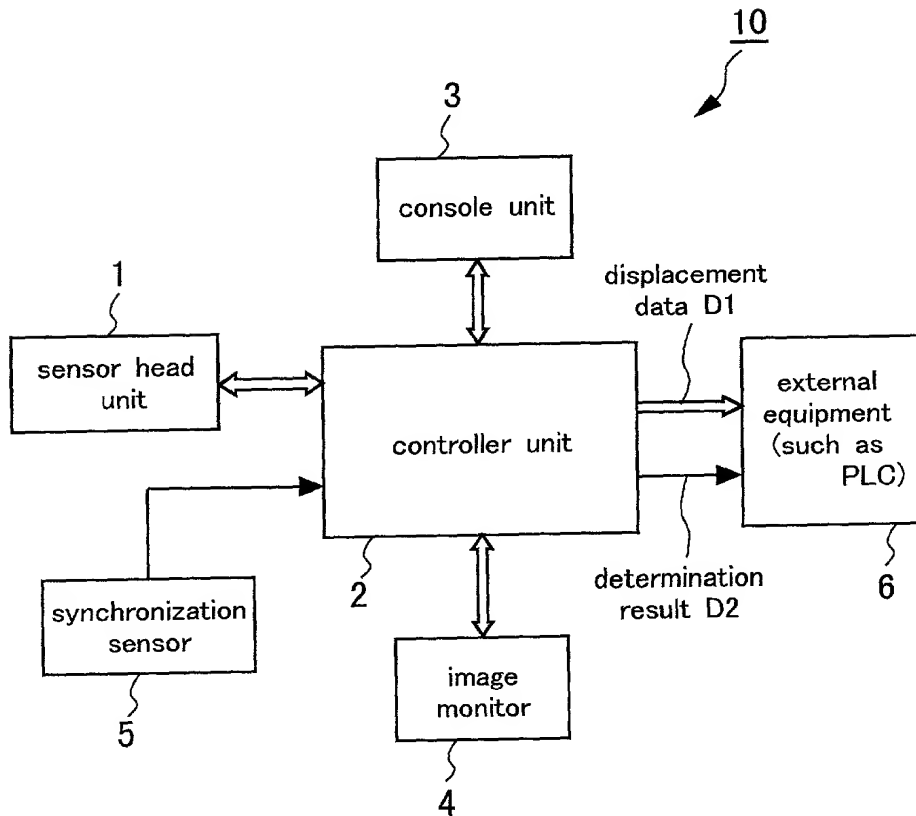 10
3
console unit
1
sensor head
unit
displacement
data D1
controller unit
external
equipment
(such as
PLC)
2
determination
result D2
6
synchronization
sensor
5
image
monitor
4